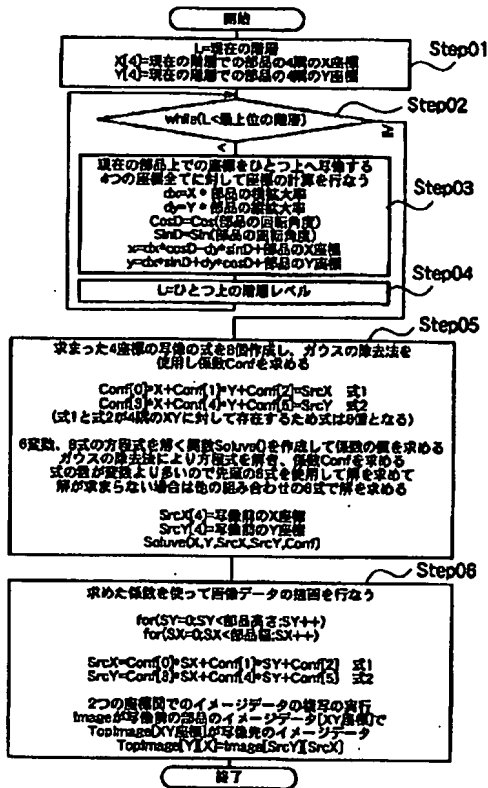 開始
L=現在の階層
X[4]=現在の階層での部品の4隅のX座標
Y[4]=現在の階層での部品の4隅のY座標
Step01
while(L<最上位の階層)
Step02
現在の部品上での座標をひとつ上へ写像する
4つの座標全てに対して座標の計算を行なう
dx=X * 部品の横拡大率
dy=Y * 部品の縦拡大率
CosD=Cos(部品の回転角度)
SinD=Sin(部品の回転角度)
x=dx*cosD-dy*sinD+部品のX座標
y=dx*sinD+dy*cosD+部品のY座標
Step03
L=ひとつ上の階層レベル
Step04
Step05
求まった4座標の写像の式を8個作成し、ガウスの除去法を
使用し係数Confを求める
Conf[0]*X+Conf[1]*Y+Conf[2]=SrcX 式1
Conf[3]*X+Conf[4]*Y+Conf[5]=SrcY 式2
(式1と式2が4隅のXYに対して存在するため式は8個となる)
6変数、8式の方程式を解く関数Soluve()を作成して係数の値を求める
ガウスの除去法により方程式を解き、係数Confを求める
式の数が変数より多いので先頭の6式を使用して解を求めて
解が求まらない場合は他の組み合わせの6式で解を求める
SrcX[4]=写像前のX座標
SrcY[4]=写像前のY座標
Soluve(X,Y,SrcX,SrcY,Conf)
Step06
求めた係数を使って画像データの描画を行なう
for(SY=0;SY<部品高さ;SY++)
for(SX=0;SX<部品幅;SX++)
SrcX=Conf[0]*SX+Conf[1]*SY+Conf[2] 式1
SrcY=Conf[3]*SX+Conf[4]*SY+Conf[5] 式2
2つの座標間でのイメージデータの複写の実行
Imageが写像前の部品のイメージデータ[XY座標]で
TopImage[XY座標]が写像先のイメージデータ
TopImage[Y][X]=Image[SrcY][SrcX]
終了